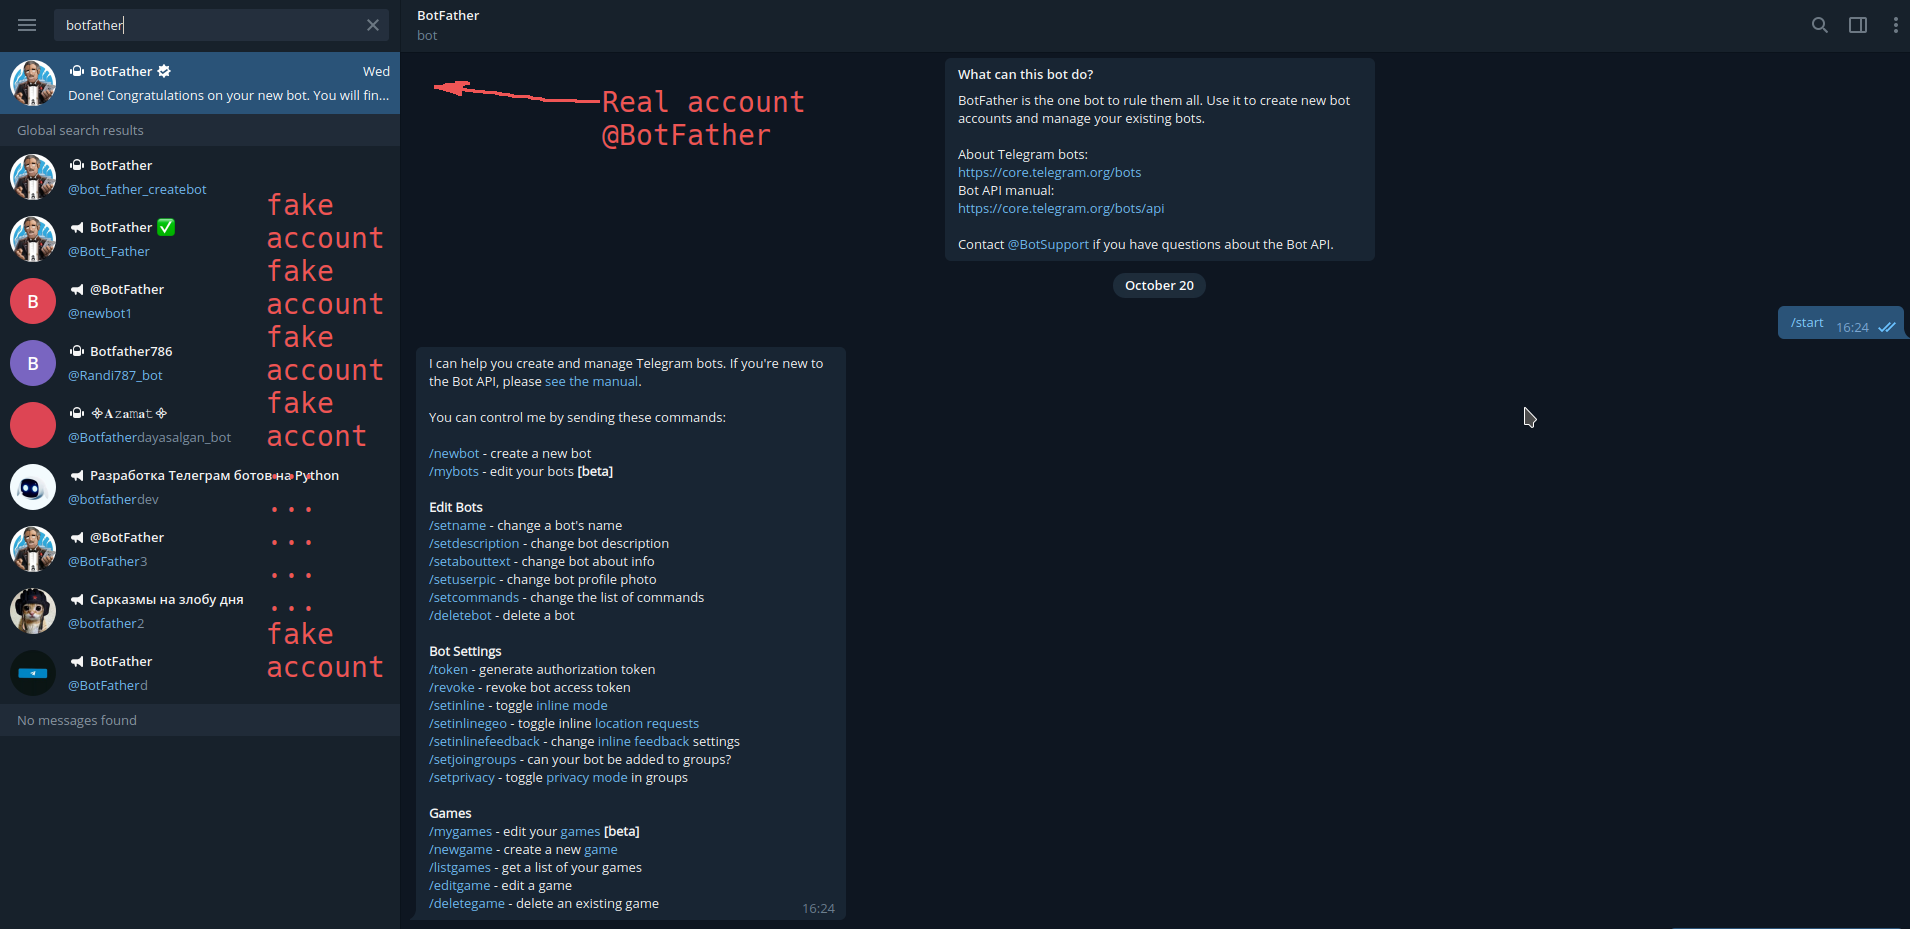 botfather
BotFather
Wed
Done! Congratulations on your new bot. You will fin...
Global search results
BotFather
@bot_father_createbot
BotFather ✅
@Bott_Father
B
@BotFather
@newbot1
B
Botfather786
@Randi787_bot
𝐀𝚣𝚊𝚖𝐚𝚝
@Botfatherdayasalgan_bot
Разработка Телеграм ботов на Python
@botfatherdev
@BotFather
@BotFather3
Сарказмы на злобу дня
@botfather2
BotFather
@BotFatherd
No messages found
fake
account
fake
account
fake
account
fake
accont
...
...
...
...
...
fake
account
BotFather
bot
Real account
@BotFather
What can this bot do?
BotFather is the one bot to rule them all. Use it to create new bot
accounts and manage your existing bots.
About Telegram bots:
https://core.telegram.org/bots
Bot API manual:
https://core.telegram.org/bots/api
Contact @BotSupport if you have questions about the Bot API.
October 20
/start 16:24
I can help you create and manage Telegram bots. If you're new to
the Bot API, please see the manual.
You can control me by sending these commands:
/newbot - create a new bot
/mybots - edit your bots [beta]
Edit Bots
/setname - change a bot's name
/setdescription - change bot description
/setabouttext - change bot about info
/setuserpic - change bot profile photo
/setcommands - change the list of commands
/deletebot - delete a bot
Bot Settings
/token - generate authorization token
/revoke - revoke bot access token
/setinline - toggle inline mode
/setinlinegeo - toggle inline location requests
/setinlinefeedback - change inline feedback settings
/setjoingroups - can your bot be added to groups?
/setprivacy - toggle privacy mode in groups
Games
/mygames - edit your games [beta]
/newgame - create a new game
/listgames - get a list of your games
/editgame - edit a game
/deletegame - delete an existing game
16:24